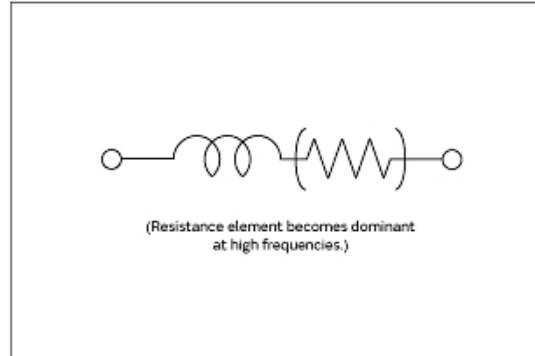 (Resistance element becomes dominant
at high frequencies.)